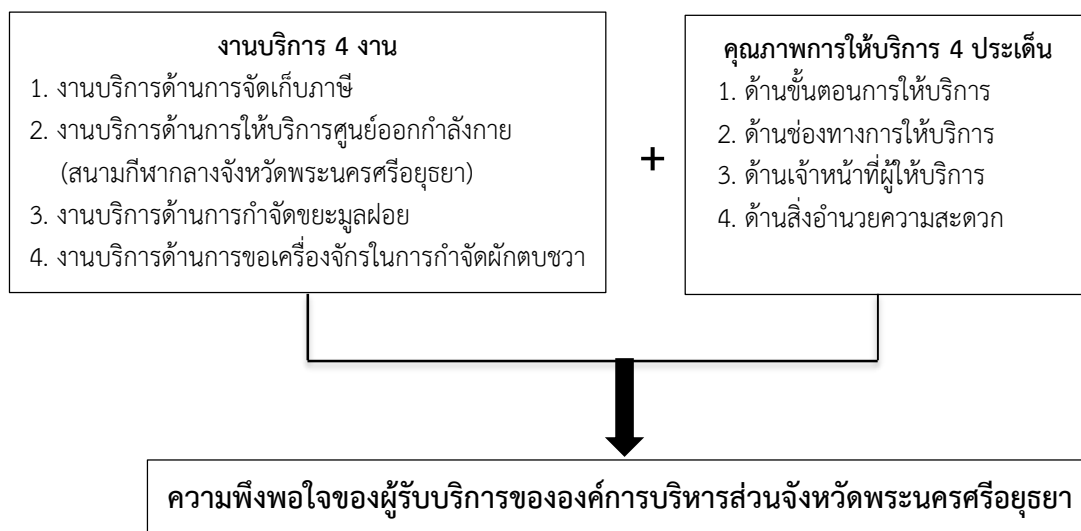 งานบริการ 4 งาน
1. งานบริการด้านการจัดเก็บภาษี
2. งานบริการด้านการให้บริการศูนย์ออกกำลังกาย
(สนามกีฬากลางจังหวัดพระนครศรีอยุธยา)
3. งานบริการด้านการกำจัดขยะมูลฝอย
4. งานบริการด้านการขอเครื่องจักรในการกำจัดผักตบชวา
+
คุณภาพการให้บริการ 4 ประเด็น
1. ด้านขั้นตอนการให้บริการ
2. ด้านช่องทางการให้บริการ
3. ด้านเจ้าหน้าที่ผู้ให้บริการ
4. ด้านสิ่งอำนวยความสะดวก
ความพึงพอใจของผู้รับบริการขององค์การบริหารส่วนจังหวัดพระนครศรีอยุธยา